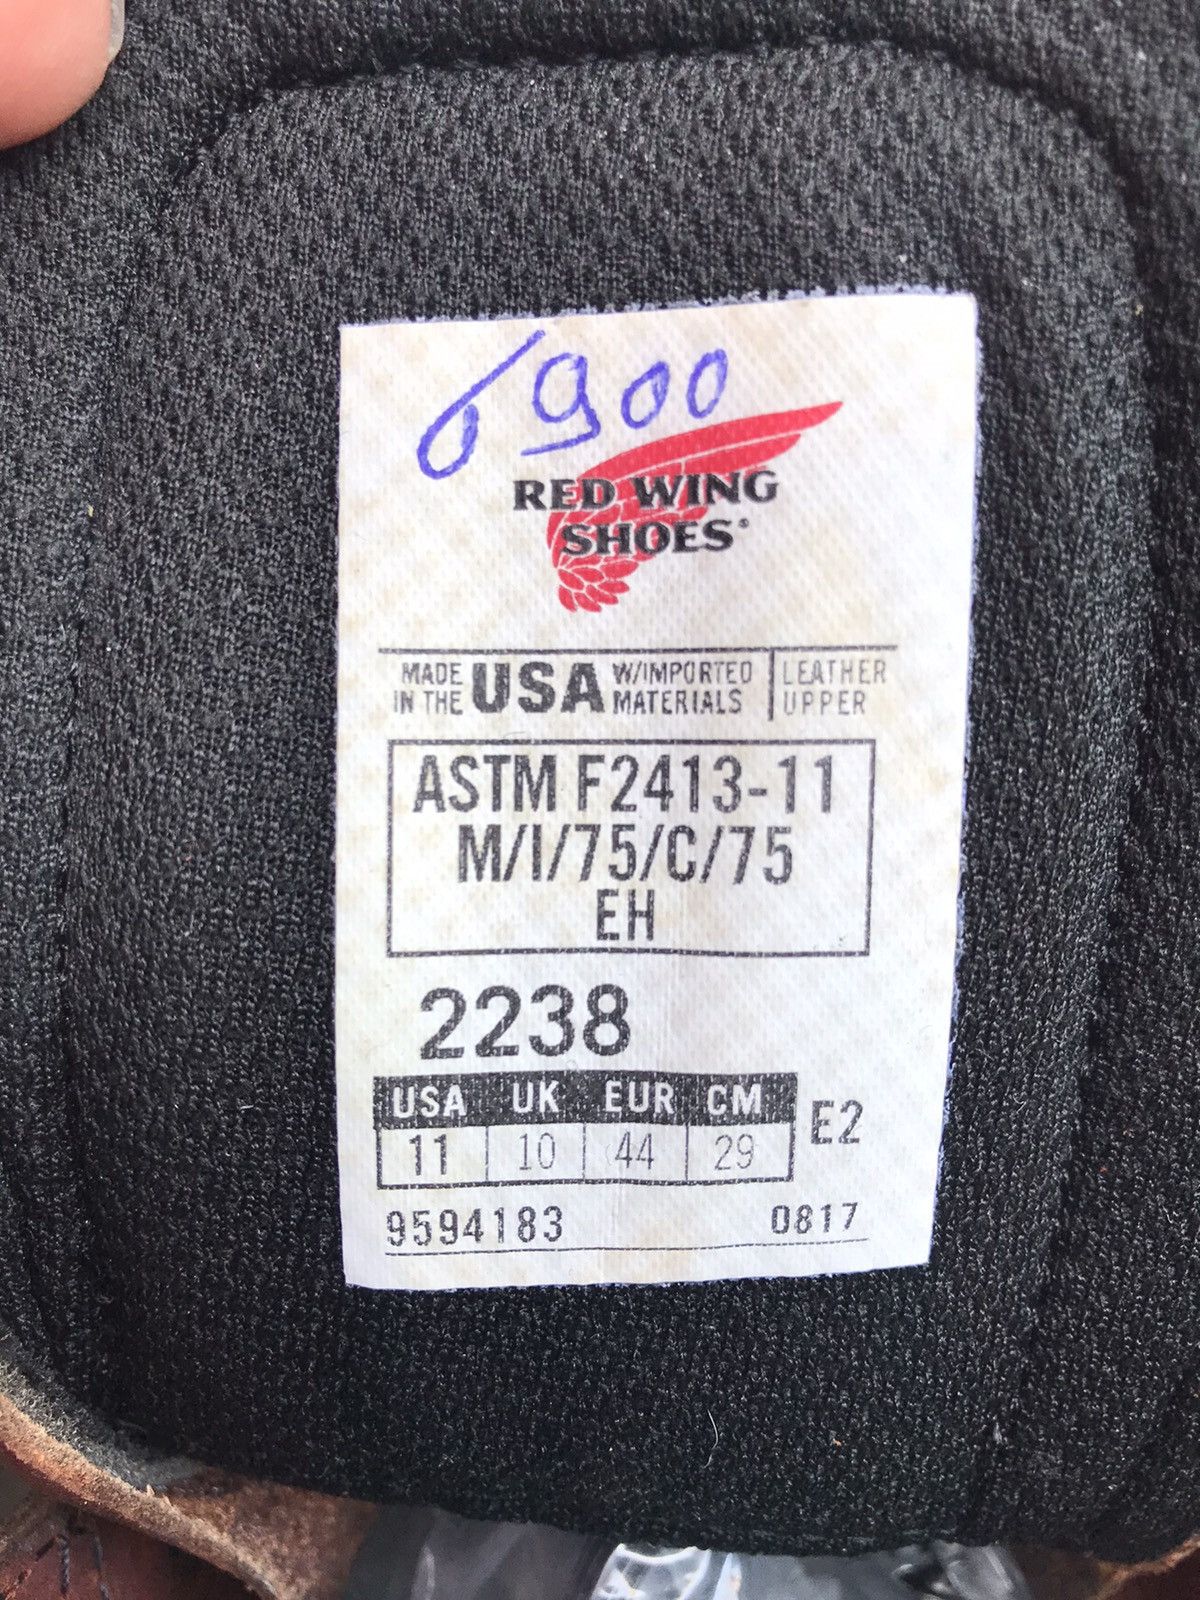 6900
RED WING
SHOES®
MADE IN THE USA W/IMPORTED MATERIALS | LEATHER UPPER
ASTM F2413-11
M/I/75/C/75
EH
2238
USA UK EUR CM
11 10 44 29 E2
9594183 0817